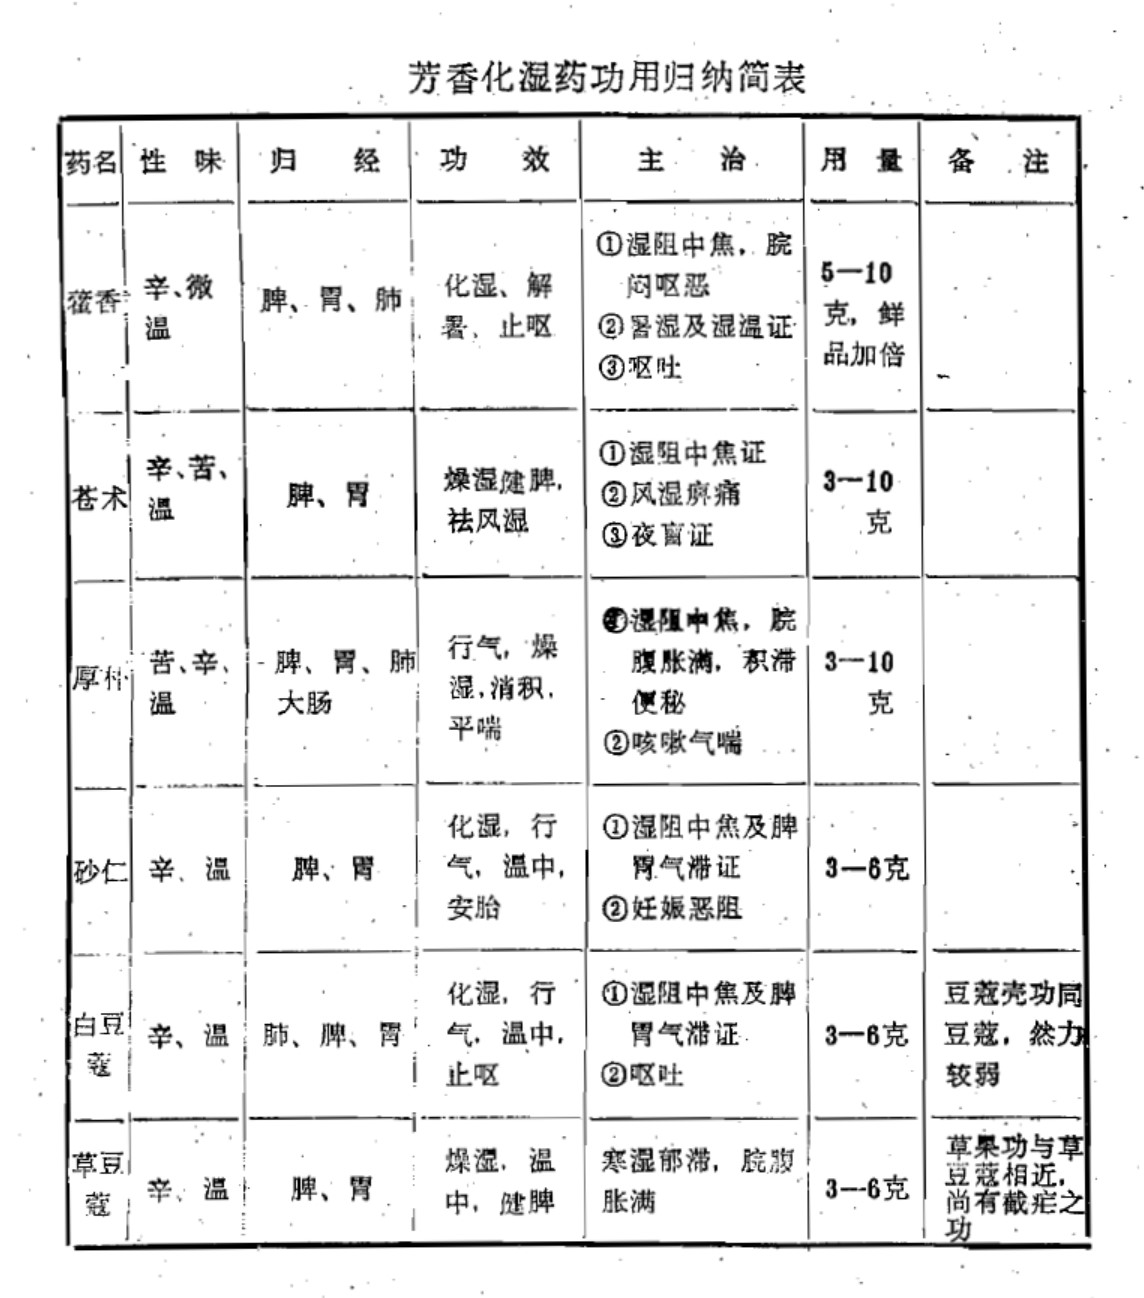 芳香化湿药功用归纳简表
药名 性味 归经 功效 主治 用量 备注
藿香
辛、微
温
脾、胃、肺
化湿、解
暑、止呕
①湿阻中焦，脘
闷呕恶
②暑湿及湿温证
③呕吐
5—10
克，鲜
品加倍
苍术
辛、苦、
温
脾、胃
燥湿健脾，
祛风湿
①湿阻中焦证
②风湿痹痛
③夜盲证
3—10
克
厚朴
苦、辛、
温
脾、胃、肺
大肠
行气，燥
湿，消积，
平喘
①湿阻中焦，脘
腹胀满，积滞
便秘
②咳嗽气喘
3—10
克
砂仁
辛、温
脾、胃
化湿，行
气，温中，
安胎
①湿阻中焦及脾
胃气滞证
②妊娠恶阻
3—6克
白豆
蔻
辛、温
肺、脾、胃
化湿，行
气，温中，
止呕
①湿阻中焦及脾
胃气滞证
②呕吐
3—6克
豆蔻壳功同
豆蔻，然力
较弱
草豆
蔻
辛、温
脾、胃
燥湿，温
中，健脾
寒湿郁滞，脘腹
胀满
3—6克
草果功与草
豆蔻相近，
尚有截疟之
功